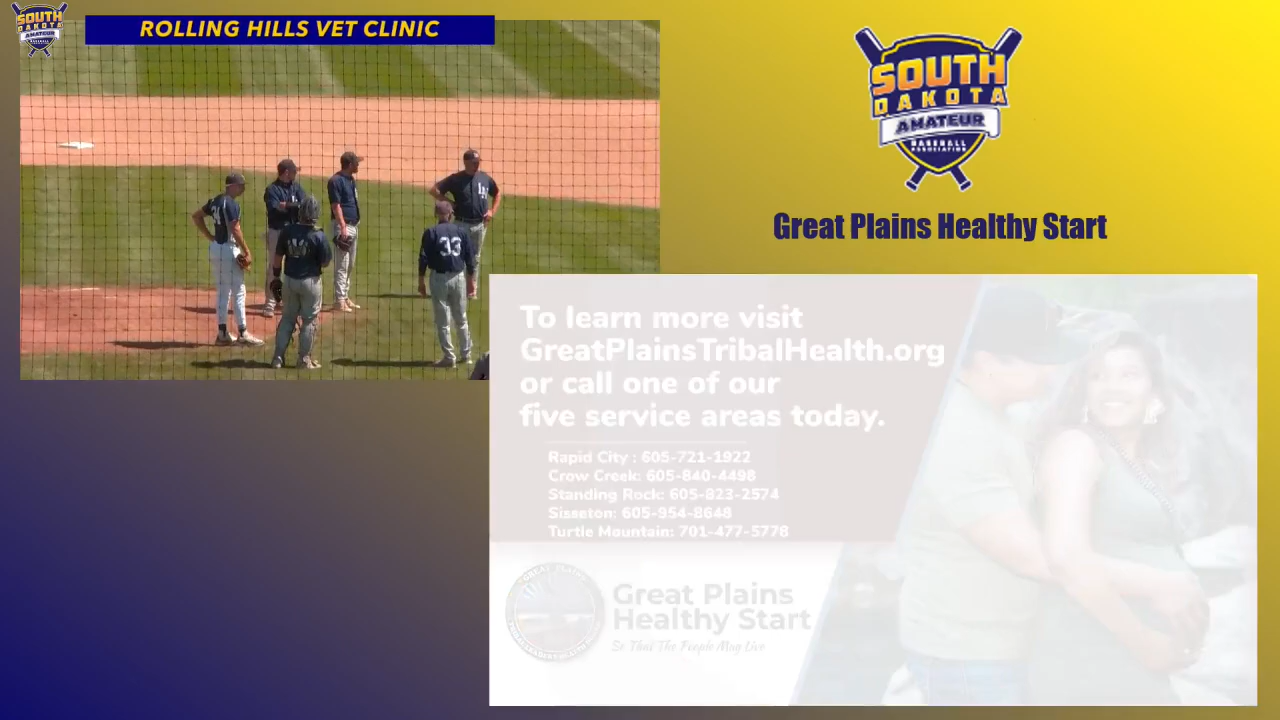 SOUTH
DAKOTA
AMATEUR
ROLLING HILLS VET CLINIC
33
SOUTH
DAKOTA
AMATEUR
BASEBALL
ASSOCIATION
Great Plains Healthy Start
To learn more visit
GreatPlainsTribalHealth.org
or call one of our
five service areas today.
Rapid City : 605-721-1922
Crow Creek: 605-840-4498
Standing Rock: 605-823-2574
Sisseton: 605-954-8648
Turtle Mountain: 701-477-5778
Great Plains
Healthy Start
So That The People May Live